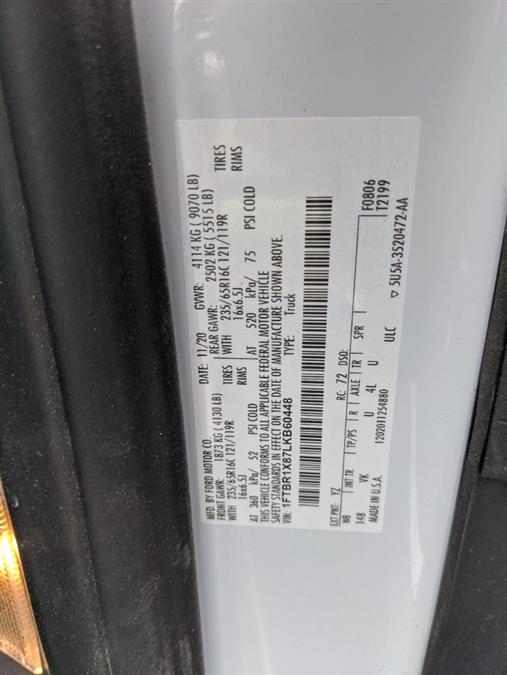 MFD. BY FORD MOTOR CO. DATE: 11/20 GVWR: 4114 KG ( 9070 LB)
FRONT GAWR: 1873 KG ( 4130 LB) REAR GAWR: 2502 KG ( 5515 LB)
WITH 235/65R16C 121/119R TIRES WITH 235/65R16C 121/119R TIRES
16x6.5J RIMS 16x6.5J RIMS
AT 360 kPa/ 52 PSI COLD AT 520 kPa/ 75 PSI COLD
THIS VEHICLE CONFORMS TO ALL APPLICABLE FEDERAL MOTOR VEHICLE
SAFETY STANDARDS IN EFFECT ON THE DATE OF MANUFACTURE SHOWN ABOVE.
VIN: 1FTBR1X87LKB60448 TYPE: Truck
F0806
T2199
EXT PNT: YZ RC: 72 DSO:
WB INT TR TP/PS R AXLE TR SPR
148 VK U 4L U ULC
MADE IN U.S.A. 1202011254880 ▽ 5U5A-3520472-AA